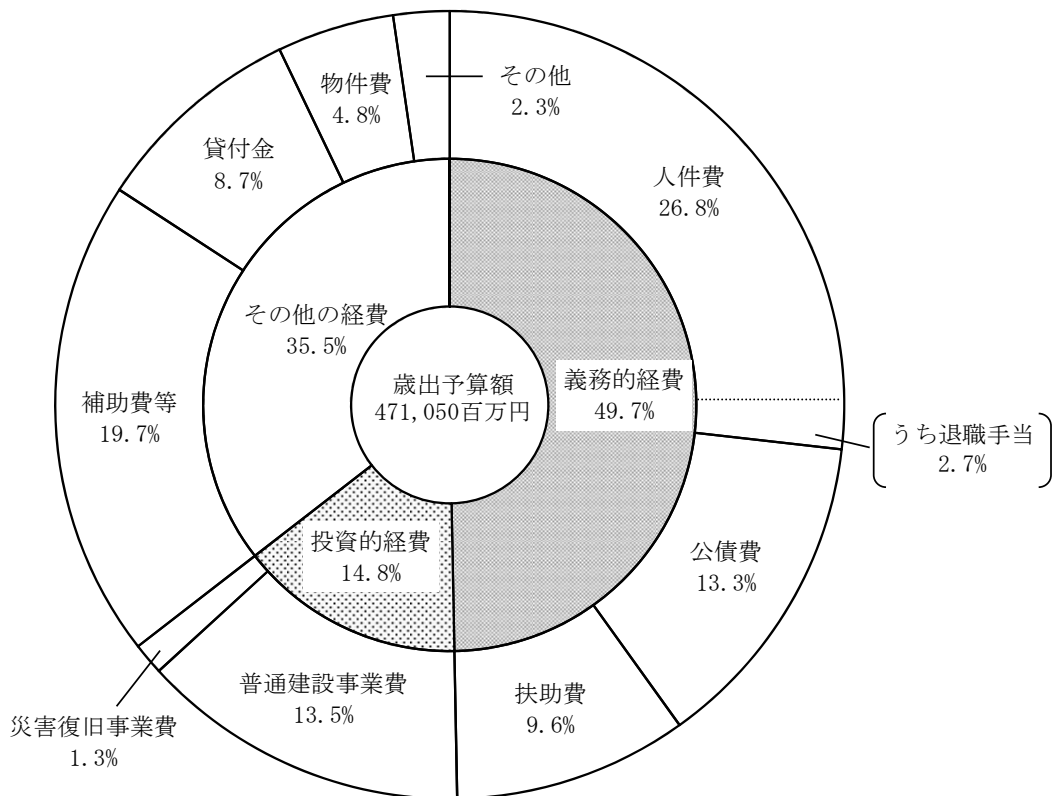 その他
2.3%
物件費
4.8%
貸付金
8.7%
人件費
26.8%
その他の経費
35.5%
義務的経費
49.7%
歳出予算額
471,050百万円
補助費等
19.7%
うち退職手当
2.7%
投資的経費
14.8%
公債費
13.3%
普通建設事業費
13.5%
扶助費
9.6%
災害復旧事業費
1.3%